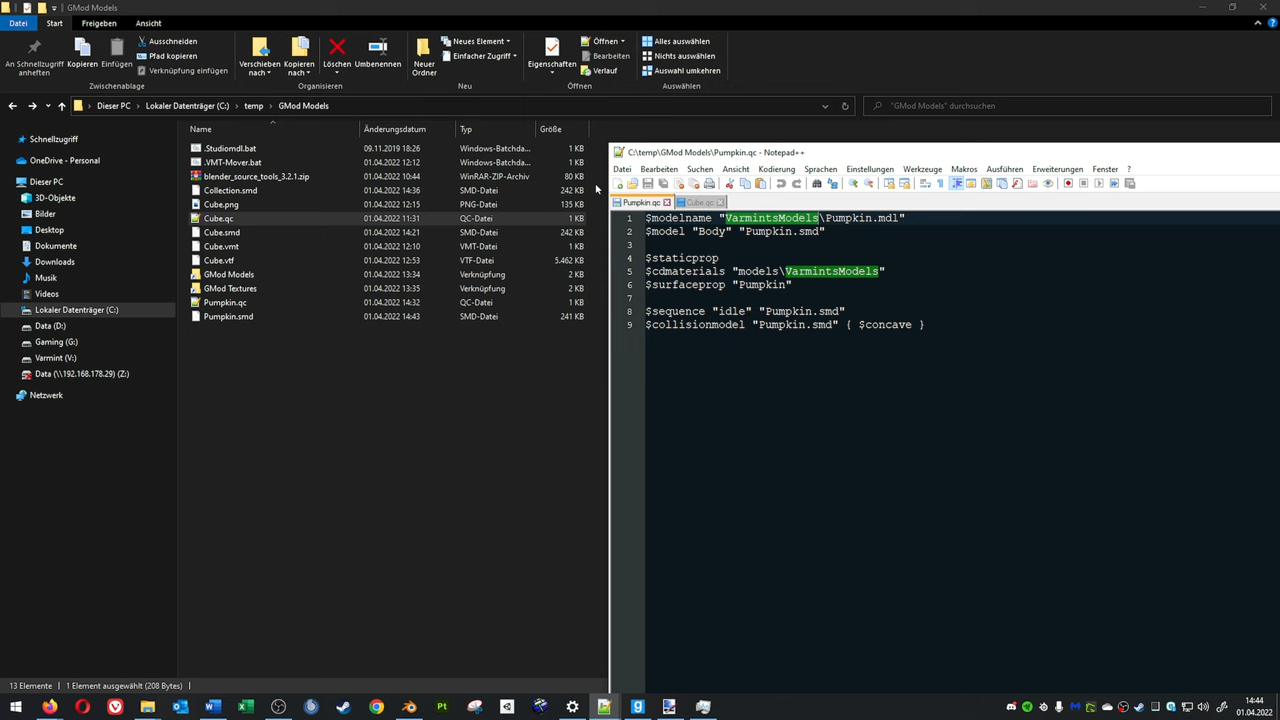 GMod Models
Datei Start Freigeben Ansicht
Ausschneiden
Pfad kopieren
Verknüpfung einfügen
An Schnellzugriff anheften
Kopieren
Einfügen
Verschieben nach
Kopieren nach
Löschen
Umbenennen
Neuer Ordner
Neues Element
Einfacher Zugriff
Eigenschaften
Öffnen
Bearbeiten
Verlauf
Alles auswählen
Nichts auswählen
Auswahl umkehren
Zwischenablage Organisieren Neu Öffnen Auswählen
Dieser PC > Lokaler Datenträger (C:) > temp > GMod Models
"GMod Models" durchsuchen
Schnellzugriff
OneDrive - Personal
Dieser PC
3D-Objekte
Bilder
Desktop
Dokumente
Downloads
Musik
Videos
Lokaler Datenträger (C:)
Data (D:)
Gaming (G:)
Varmint (V:)
Data (\\192.168.178.29) (Z:)
Netzwerk
Name Änderungsdatum Typ Größe
.Studiomdl.bat 09.11.2019 18:26 Windows-Batchda... 1 KB
.VMT-Mover.bat 01.04.2022 12:12 Windows-Batchda... 1 KB
blender_source_tools_3.2.1.zip 01.04.2022 10:44 WinRAR-ZIP-Archiv 80 KB
Collection.smd 01.04.2022 14:36 SMD-Datei 242 KB
Cube.png 01.04.2022 12:15 PNG-Datei 135 KB
Cube.qc 01.04.2022 11:31 QC-Datei 1 KB
Cube.smd 01.04.2022 14:21 SMD-Datei 242 KB
Cube.vmt 01.04.2022 12:14 VMT-Datei 1 KB
Cube.vtf 01.04.2022 12:15 VTF-Datei 5.462 KB
GMod Models 01.04.2022 13:34 Verknüpfung 2 KB
GMod Textures 01.04.2022 13:35 Verknüpfung 2 KB
Pumpkin.qc 01.04.2022 14:32 QC-Datei 1 KB
Pumpkin.smd 01.04.2022 14:43 SMD-Datei 241 KB
C:\temp\GMod Models\Pumpkin.qc - Notepad++
Datei Bearbeiten Suchen Ansicht Kodierung Sprachen Einstellungen Werkzeuge Makros Ausführen Erweiterungen Fenster ?
Pumpkin.qc Cube.qc
1 $modelname "VarmintsModels\Pumpkin.mdl"
2 $model "Body" "Pumpkin.smd"
3
4 $staticprop
5 $cdmaterials "models\VarmintsModels"
6 $surfaceprop "Pumpkin"
7
8 $sequence "idle" "Pumpkin.smd"
9 $collisionmodel "Pumpkin.smd" { $concave }
13 Elemente 1 Element ausgewählt (208 Bytes)
14:44
01.04.2022